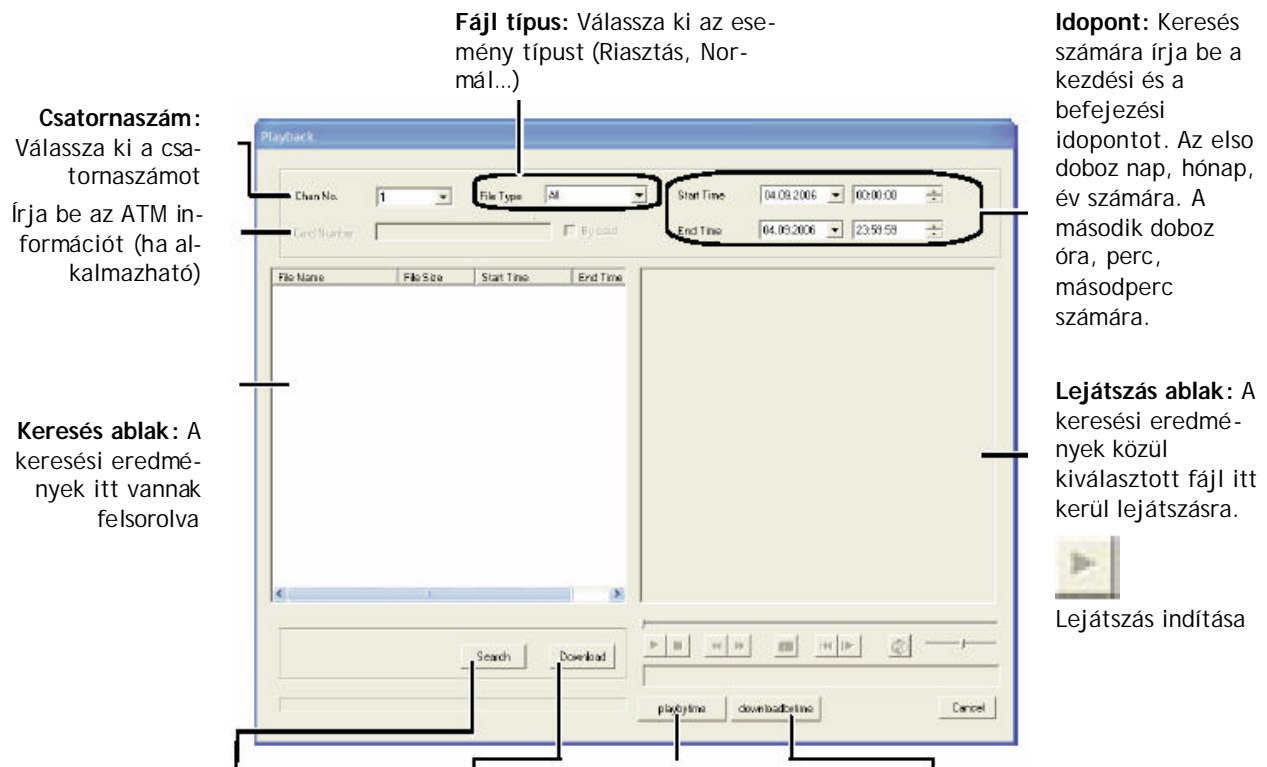 Fájl típus: Válassza ki az ese-
mény típust (Riasztás, Nor-
mál...)
Csatornaszám:
Válassza ki a csa-
tornaszámot
Írja be az ATM in-
formációt (ha al-
kalmazható)
Keresés ablak: A
keresési eredmé-
nyek itt vannak
felsorolva
Playback
Chan No. 1 File Type All Start Time 04.09.2006 00:00:00
Card Number By card End Time 04.09.2006 23:59:59
File Name File Size Start Time End Time
Search Download
playbytime downloadbytime Cancel
Idopont: Keresés
számára írja be a
kezdési és a
befejezési
idopontot. Az elso
doboz nap, hónap,
év számára. A
második doboz
óra, perc,
másodperc
számára.
Lejátszás ablak: A
keresési eredmé-
nyek közül
kiválasztott fájl itt
kerül lejátszásra.
Lejátszás indítása